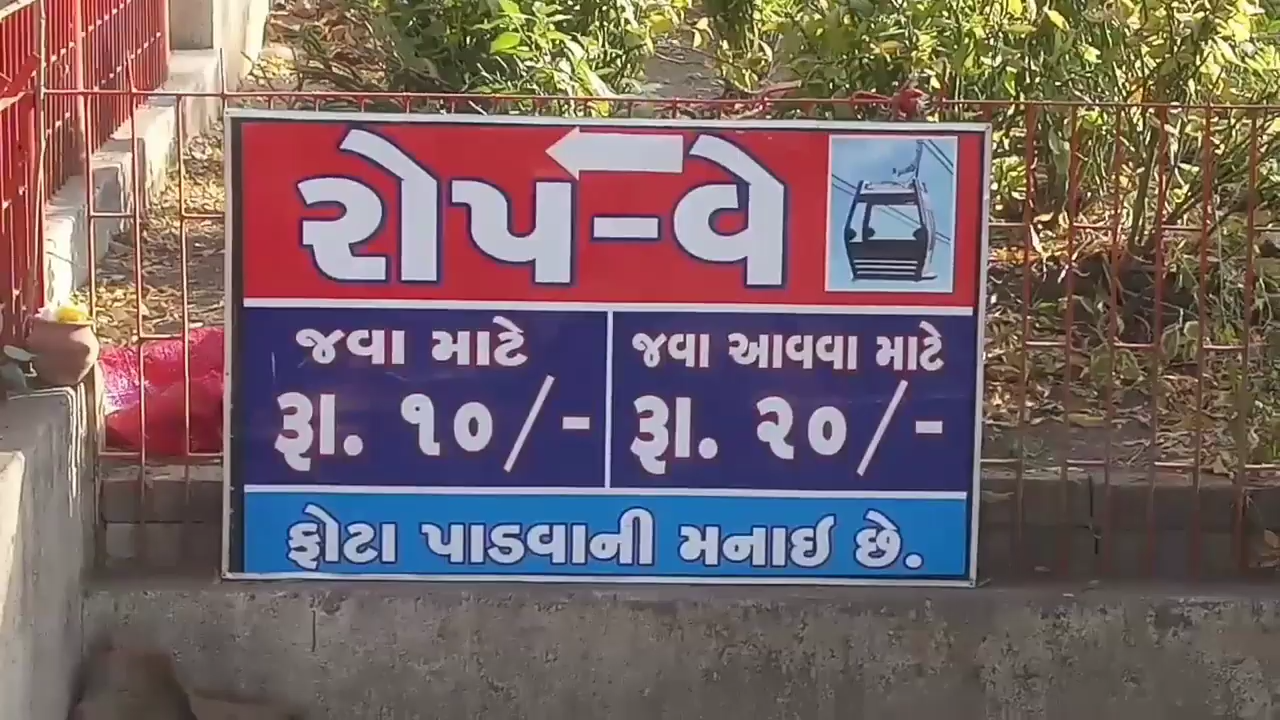 રોપ-વે
જવા માટે
રૂા. ૧૦/-
જવા આવવા માટે
રૂા. ૨૦/-
ફોટા પાડવાની મનાઇ છે.